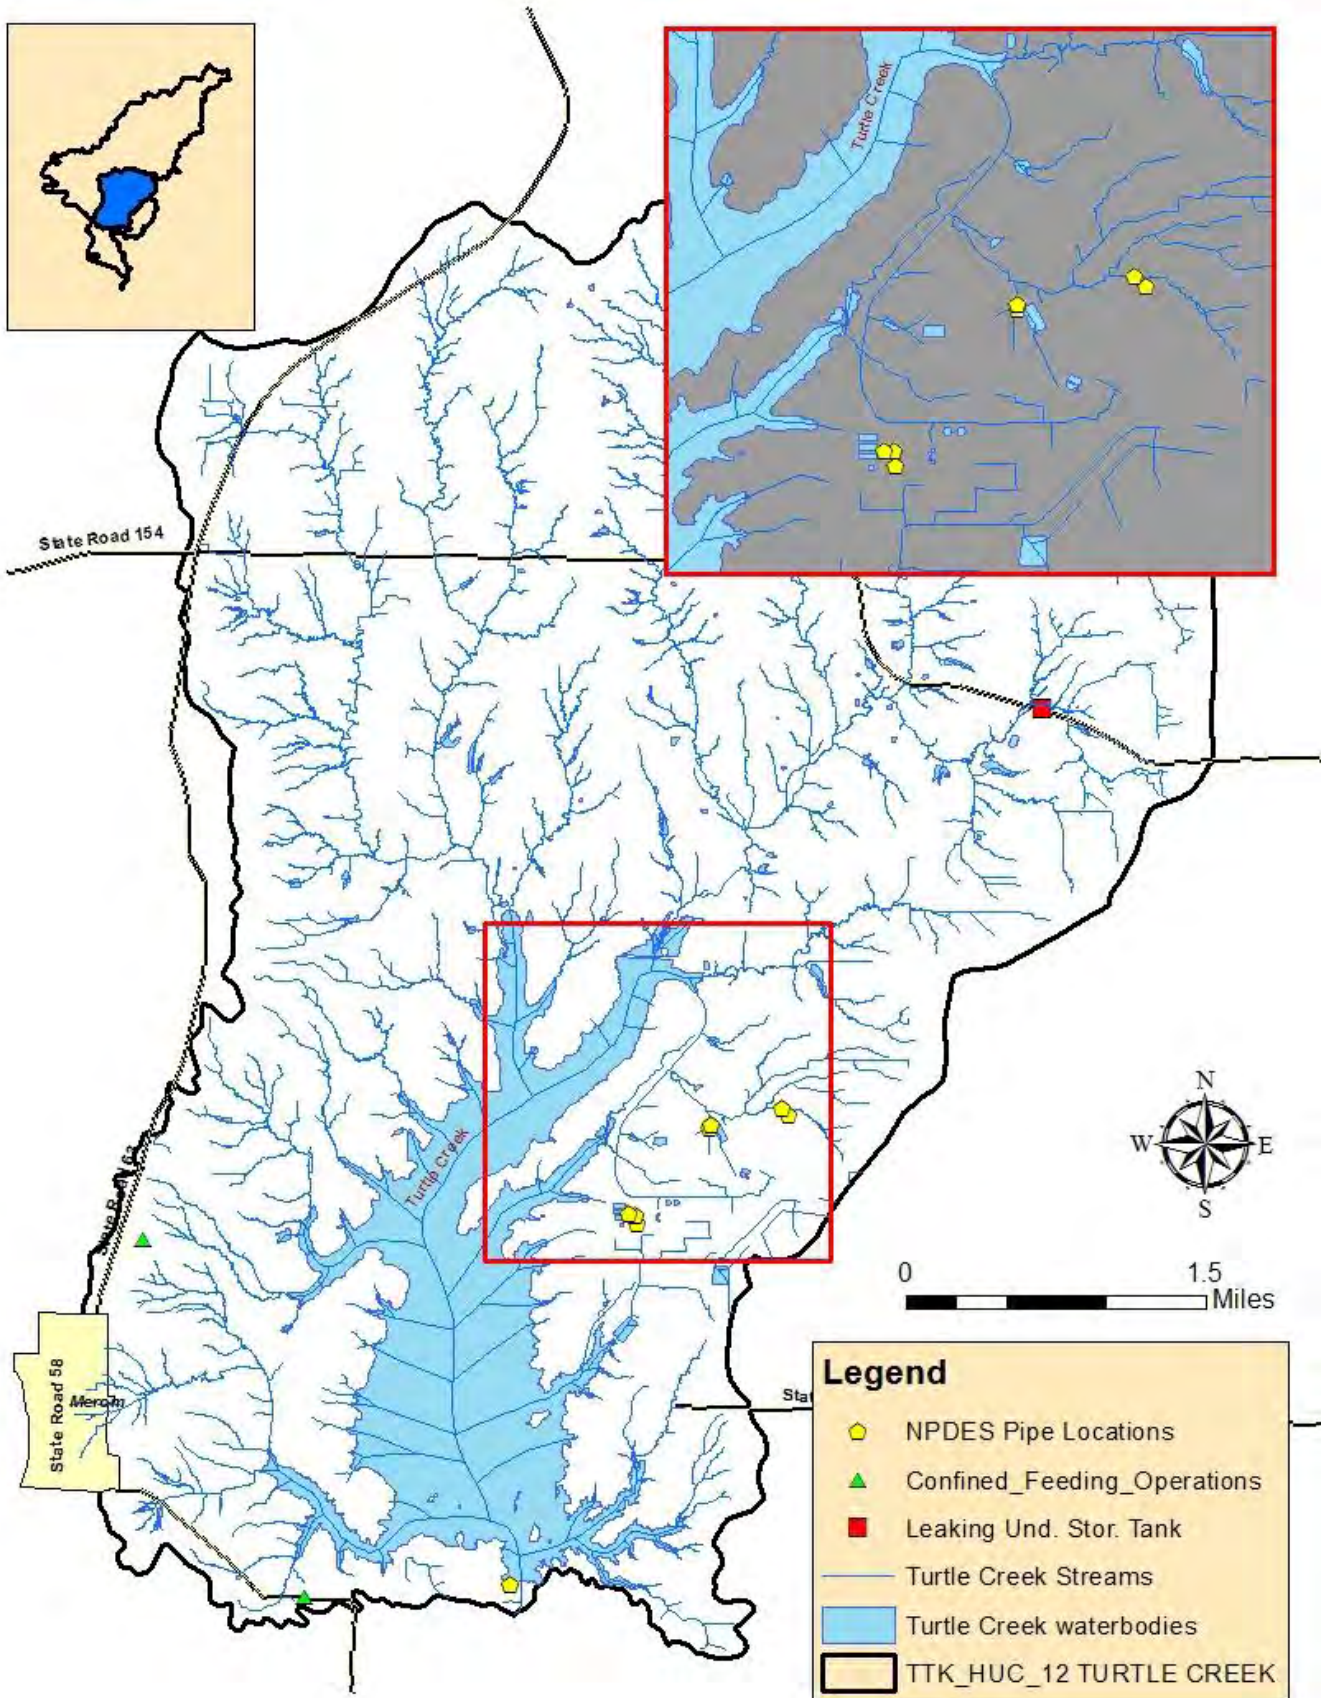 Turtle Creek
State Road 154
Turtle Creek
State Road 63
N
W
E
S
0
1.5
Miles
State Road 58
Merom
Stat
Legend
NPDES Pipe Locations
Confined_Feeding_Operations
Leaking Und. Stor. Tank
Turtle Creek Streams
Turtle Creek waterbodies
TTK_HUC_12 TURTLE CREEK